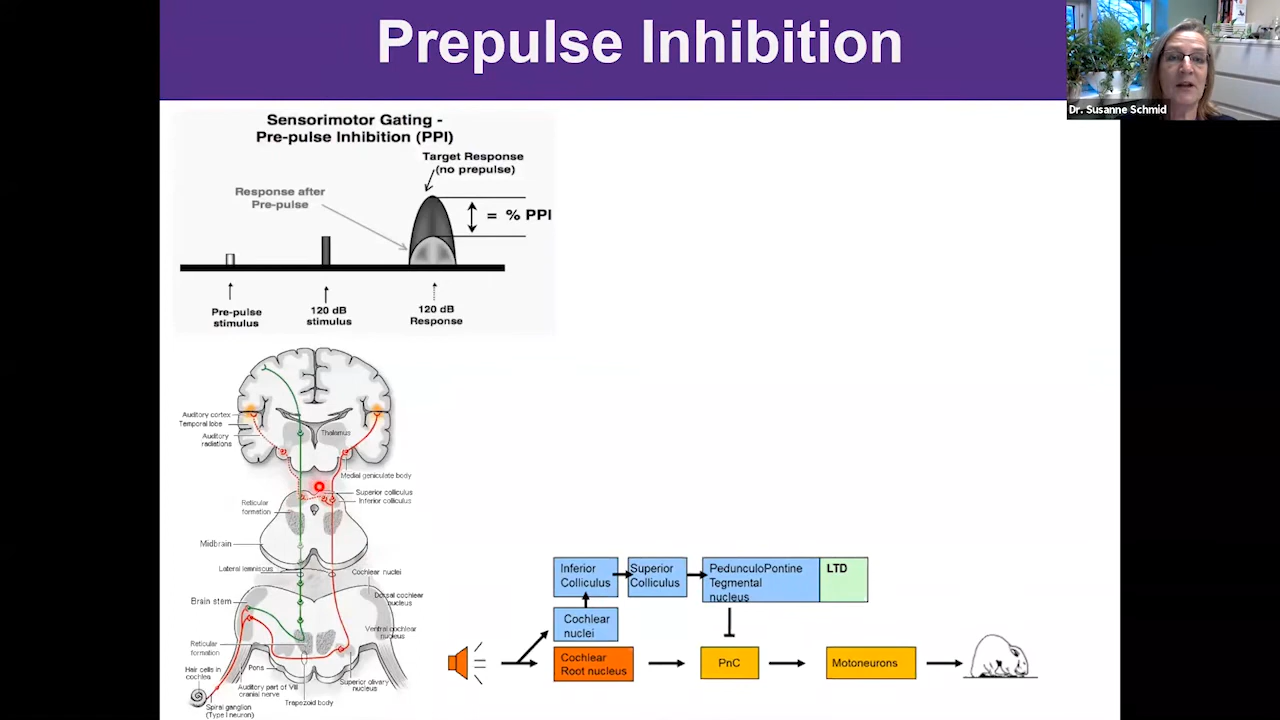 Prepulse Inhibition
Dr. Susanne Schmid
Sensorimotor Gating -
Pre-pulse Inhibition (PPI)
Target Response
(no prepulse)
Response after
Pre-pulse
= % PPI
Pre-pulse
stimulus
120 dB
stimulus
120 dB
Response
Auditory cortex
Temporal lobe
Auditory
radiations
Thalamus
Medial geniculate body
Superior colliculus
Inferior colliculus
Reticular
formation
Midbrain
Lateral lemniscus
Cochlear nuclei
Dorsal cochlear
nucleus
Brain stem
Ventral cochlear
nucleus
Reticular
formation
Hair cells in
cochlea
Pons
Superior olivary
nucleus
Auditory part of VIII
cranial nerve
Trapezoid body
Spiral ganglion
(Type I neuron)
Inferior
Colliculus
Superior
Colliculus
PedunculoPontine
Tegmental
nucleus
LTD
Cochlear
nuclei
Cochlear
Root nucleus
PnC
Motoneurons